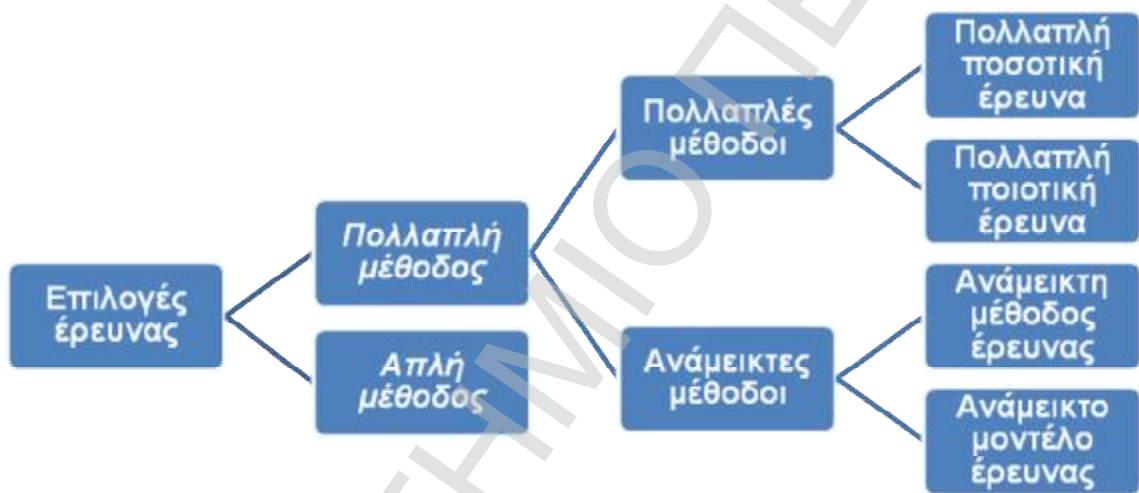 Επιλογές
έρευνας
Πολλαπλή
μέθοδος
Απλή
μέθοδος
Πολλαπλές
μέθοδοι
Ανάμεικτες
μέθοδοι
Πολλαπλή
ποσοτική
έρευνα
Πολλαπλή
ποιοτική
έρευνα
Ανάμεικτη
μέθοδος
έρευνας
Ανάμεικτο
μοντέλο
έρευνας